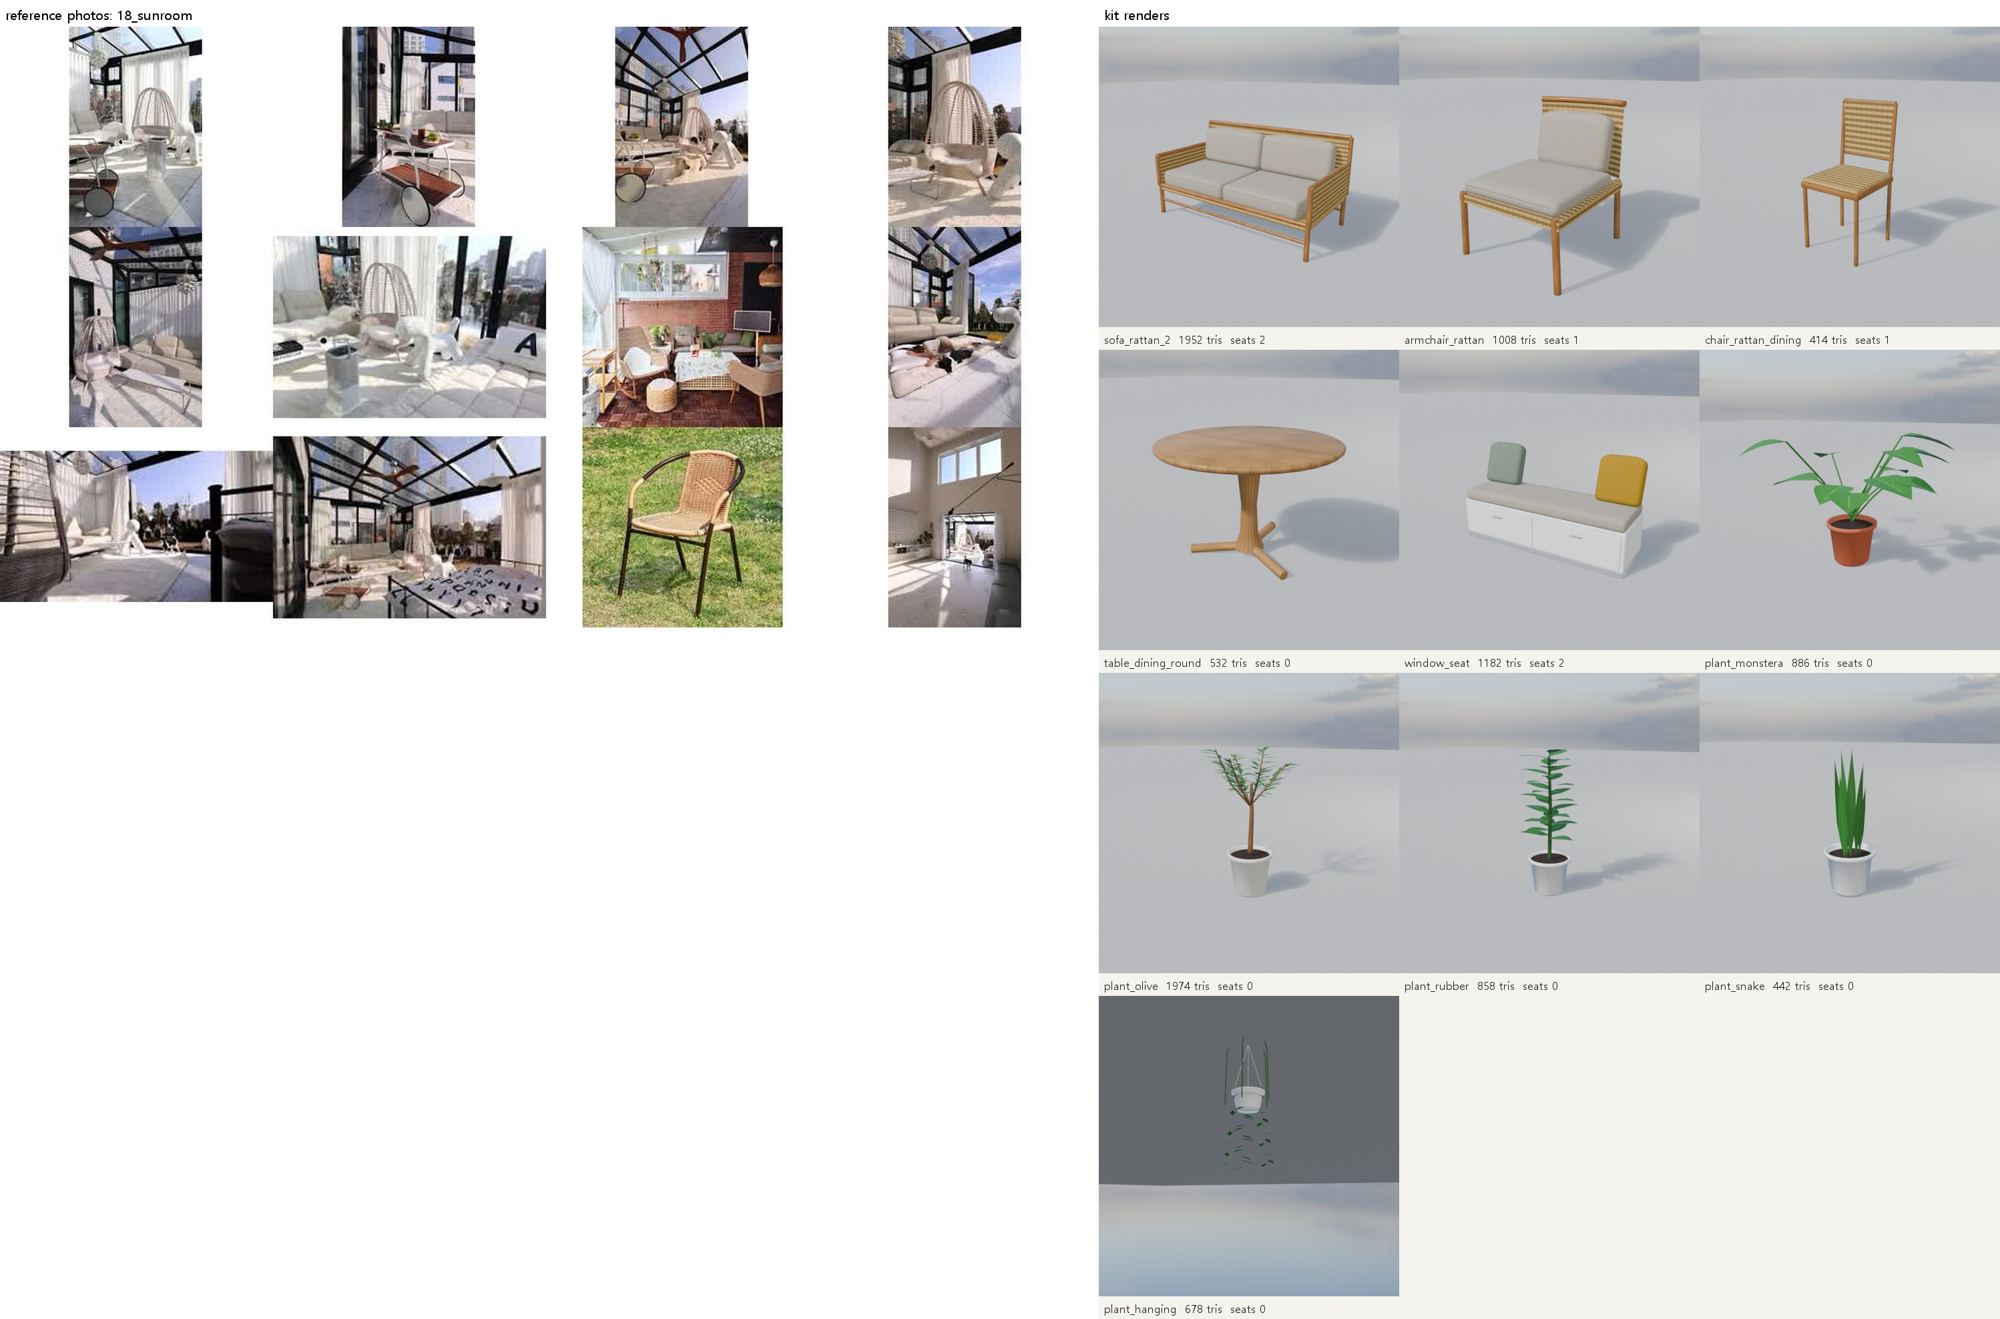 reference photos: 18_sunroom
kit renders
A
sofa_rattan_2 1952 tris seats 2
armchair_rattan 1008 tris seats 1
chair_rattan_dining 414 tris seats 1
table_dining_round 532 tris seats 0
window_seat 1182 tris seats 2
plant_monstera 886 tris seats 0
plant_olive 1974 tris seats 0
plant_rubber 858 tris seats 0
plant_snake 442 tris seats 0
plant_hanging 678 tris seats 0